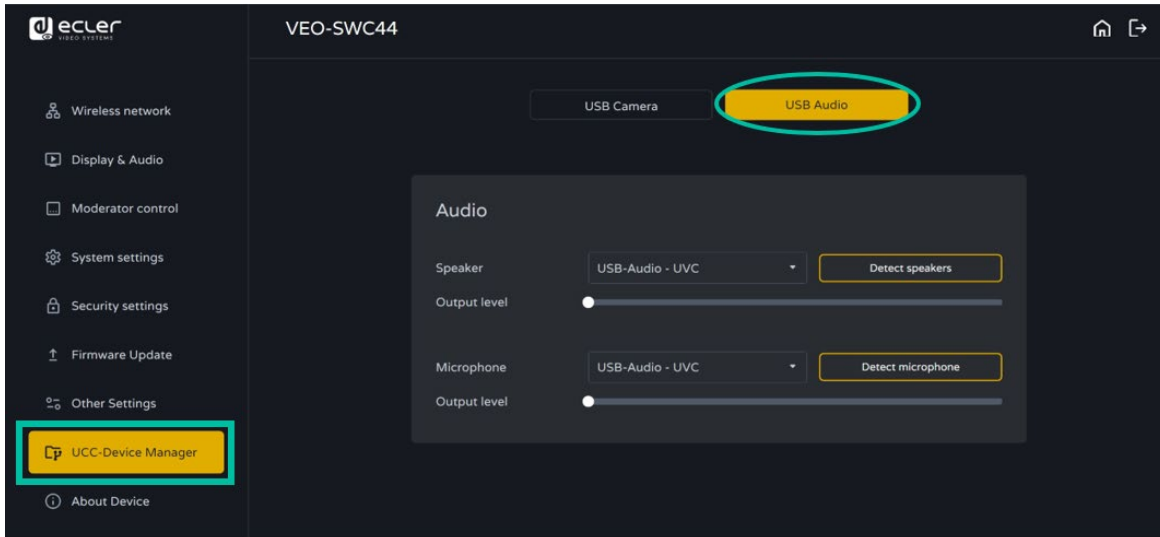 ecler
VIDEO SYSTEMS
VEO-SWC44
Wireless network
Display & Audio
Moderator control
System settings
Security settings
Firmware Update
Other Settings
UCC-Device Manager
About Device
USB Camera
USB Audio
Audio
Speaker
USB-Audio - UVC
Detect speakers
Output level
Microphone
USB-Audio - UVC
Detect microphone
Output level